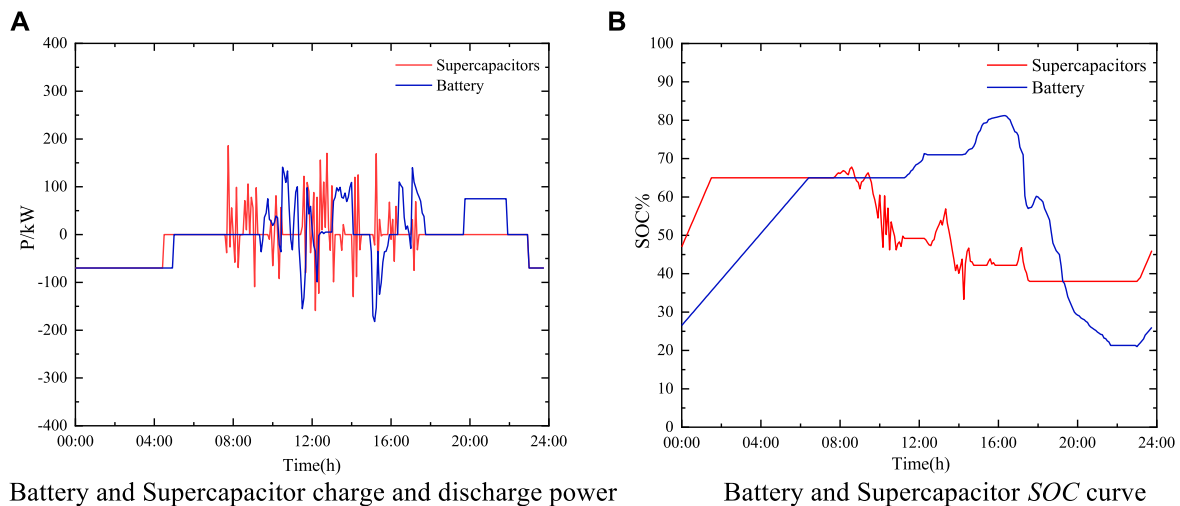 A
400
300
200
100
0
-100
-200
-300
-400
P/kW
Supercapacitors
Battery
00:00 04:00 08:00 12:00 16:00 20:00 24:00
Time(h)
Battery and Supercapacitor charge and discharge power
B
100
90
80
70
60
50
40
30
20
10
0
SOC%
Supercapacitors
Battery
00:00 04:00 08:00 12:00 16:00 20:00 24:00
Time(h)
Battery and Supercapacitor SOC curve